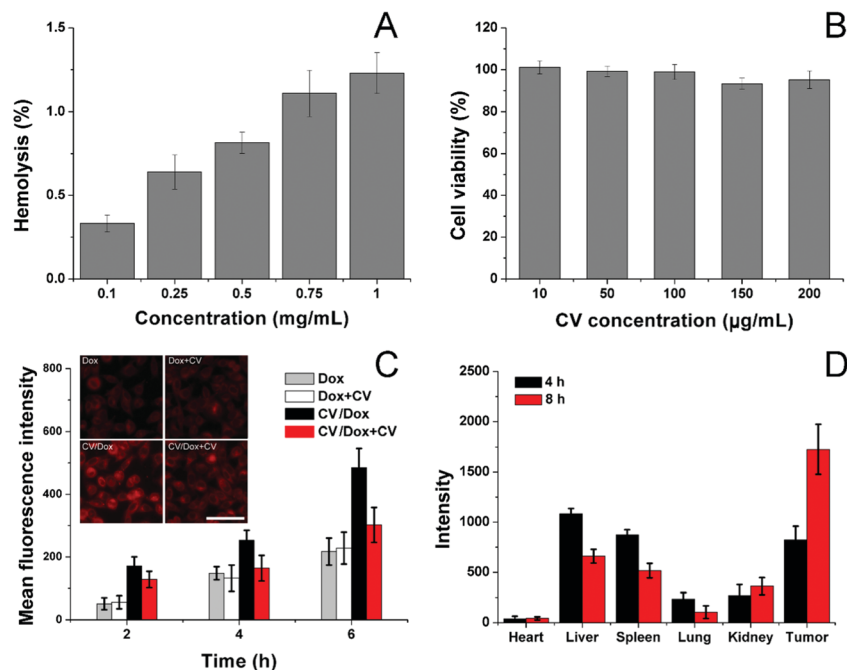 A
1.5
1.0
0.5
0.0
Hemolysis (%)
0.1 0.25 0.5 0.75 1
Concentration (mg/mL)
B
120
100
80
60
40
20
0
Cell viability (%)
10 50 100 150 200
CV concentration (µg/mL)
C
800
600
400
200
0
Mean fluorescence intensity
Dox Dox+CV
CV/Dox CV/Dox+CV
Dox
Dox+CV
CV/Dox
CV/Dox+CV
2 4 6
Time (h)
D
4 h
8 h
2500
2000
1500
1000
750
500
250
0
Intensity
Heart Liver Spleen Lung Kidney Tumor